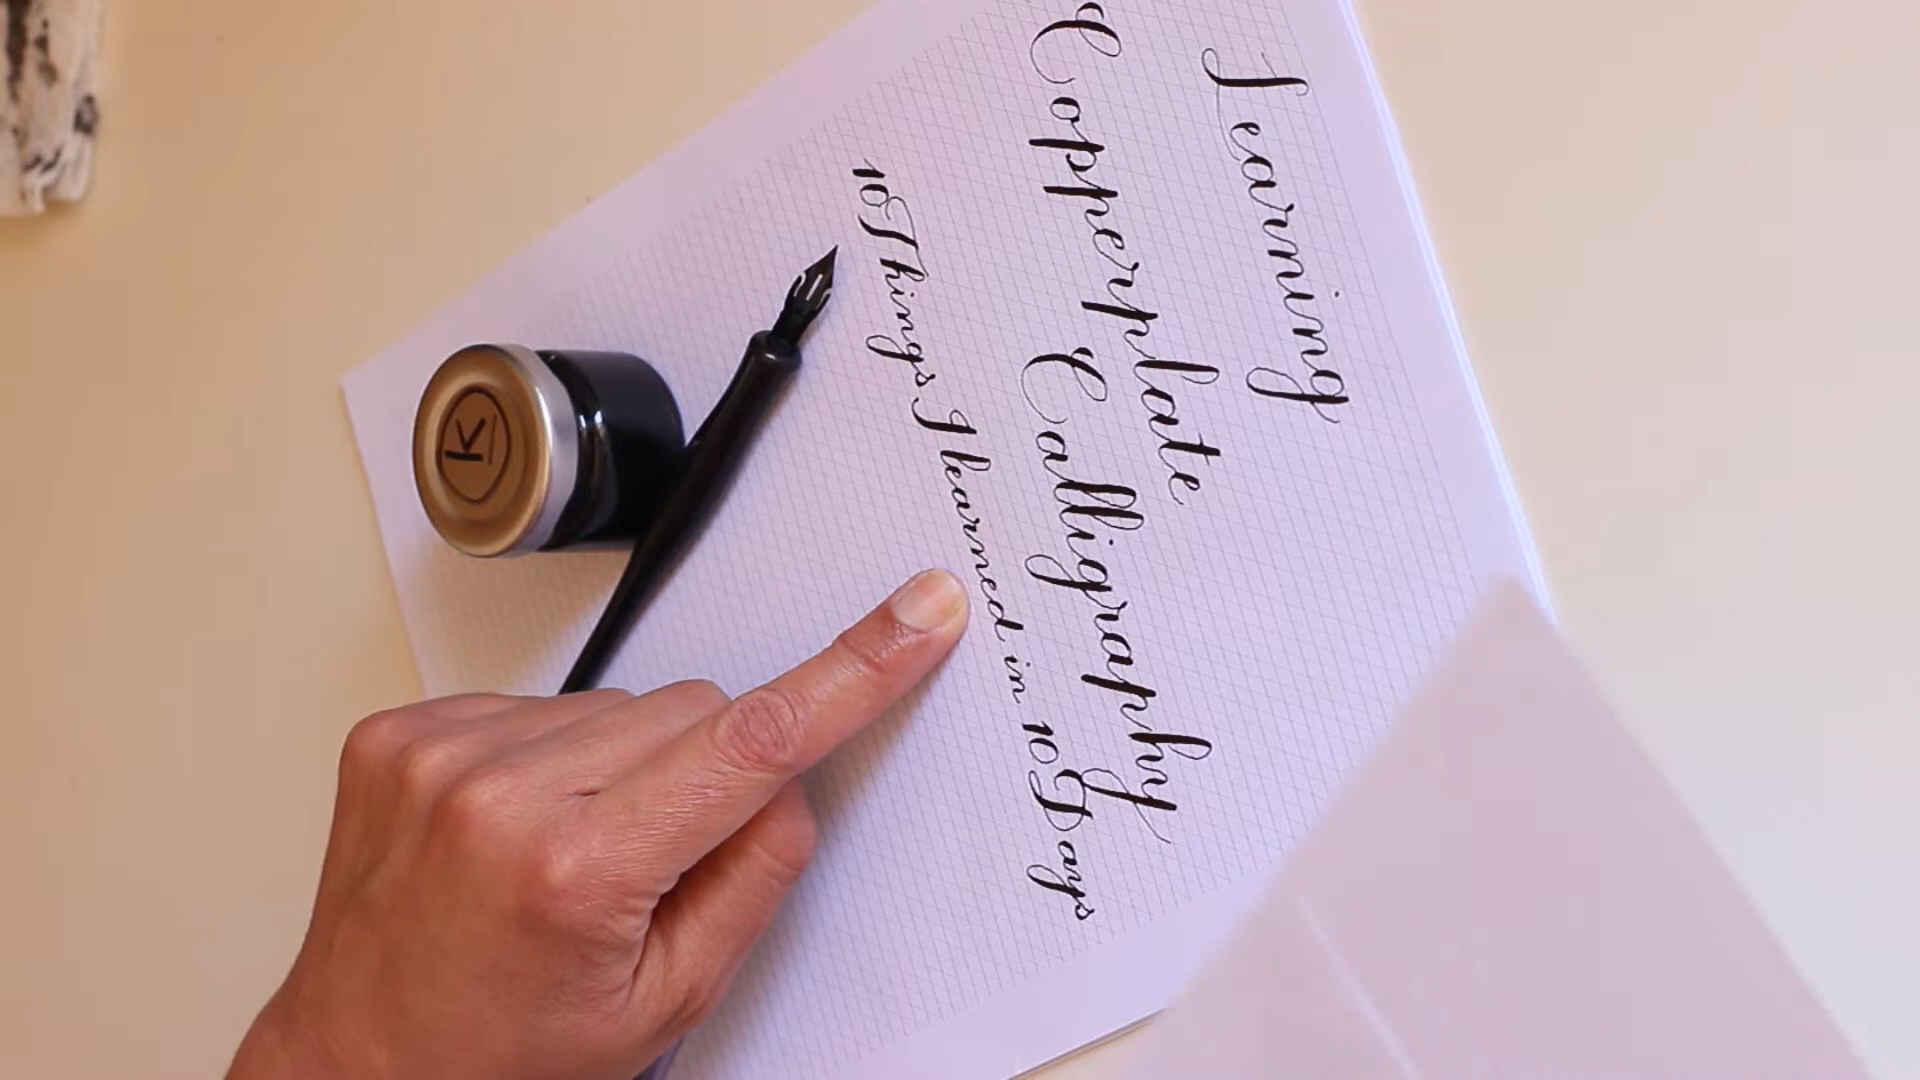 Learning
Copperplate
Calligraphy
10 Things I learned in 10 Days
K